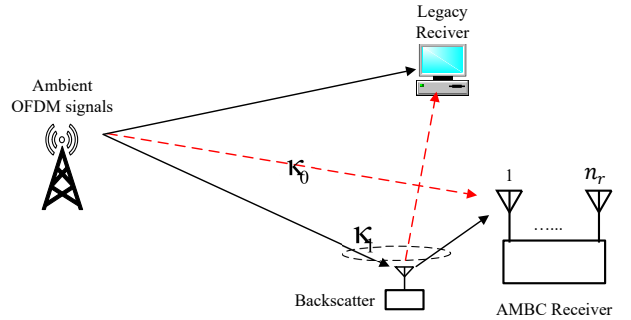 Legacy
Reciver
Ambient
OFDM signals
κ0
1
nr
......
κ1
Backscatter
AMBC Receiver